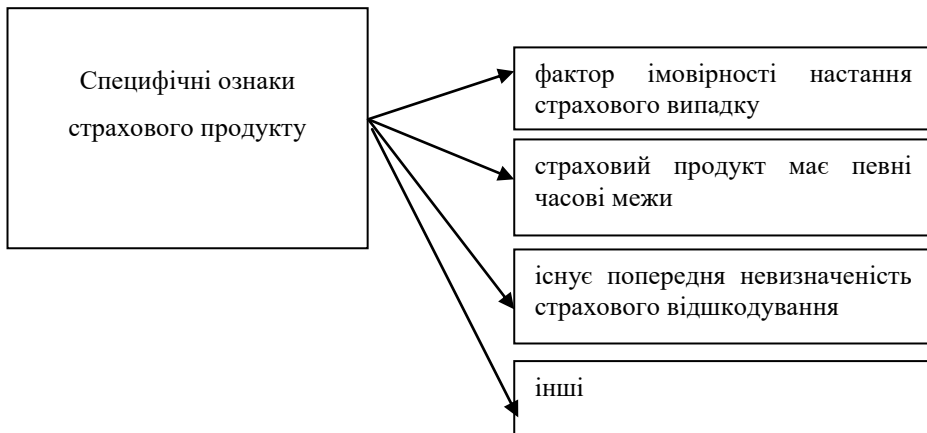 Специфічні ознаки
страхового продукту
фактор імовірності настання
страхового випадку
страховий продукт має певні
часові межи
існує попередня невизначеність
страхового відшкодування
інші